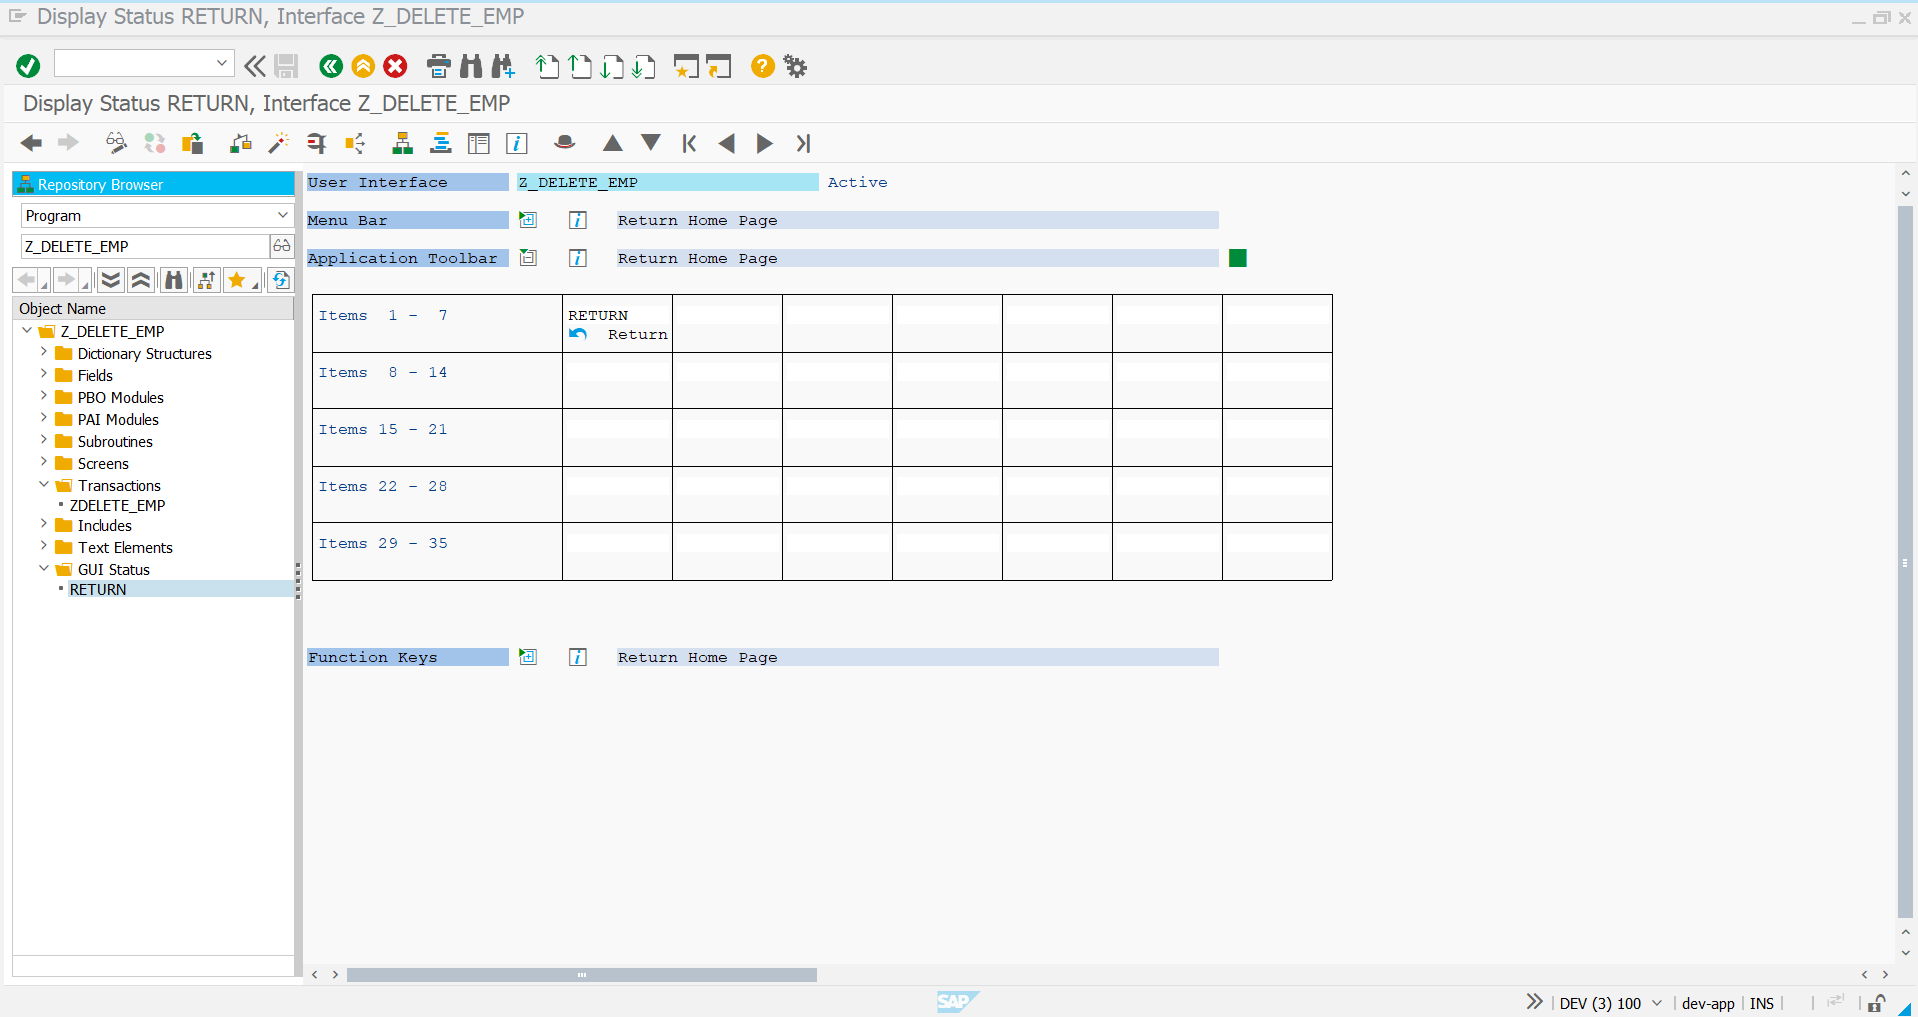 Display Status RETURN, Interface Z_DELETE_EMP
Display Status RETURN, Interface Z_DELETE_EMP
Repository Browser
Program
Z_DELETE_EMP
Object Name
Z_DELETE_EMP
Dictionary Structures
Fields
PBO Modules
PAI Modules
Subroutines
Screens
Transactions
ZDELETE_EMP
Includes
Text Elements
GUI Status
RETURN
User Interface Z_DELETE_EMP Active
Menu Bar Return Home Page
Application Toolbar Return Home Page
Items 1 - 7 RETURN
Return
Items 8 - 14
Items 15 - 21
Items 22 - 28
Items 29 - 35
Function Keys Return Home Page
SAP
DEV (3) 100 dev-app INS